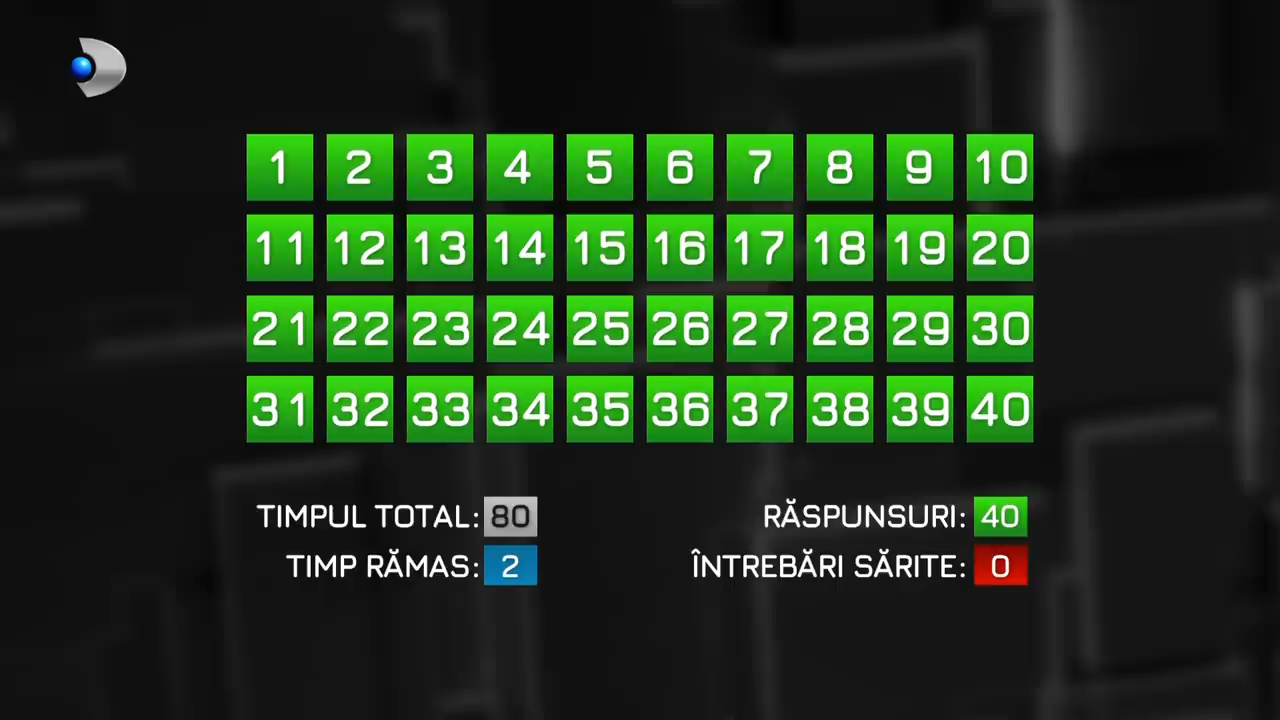 1 2 3 4 5 6 7 8 9 10
11 12 13 14 15 16 17 18 19 20
21 22 23 24 25 26 27 28 29 30
31 32 33 34 35 36 37 38 39 40
TIMPUL TOTAL: 80
TIMP RĂMAS: 2
RĂSPUNSURI: 40
ÎNTREBĂRI SĂRITE: 0